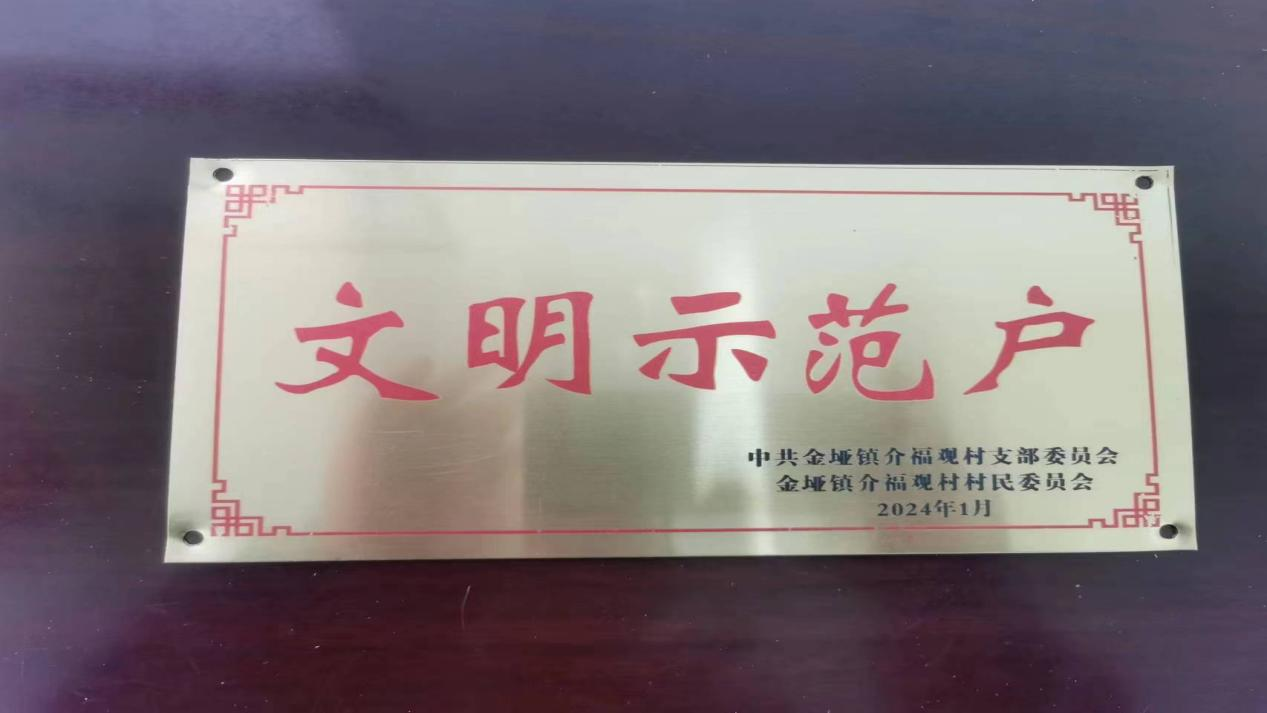 文明示范户
中共金垭镇介福观村支部委员会
金垭镇介福观村村民委员会
2024年1月